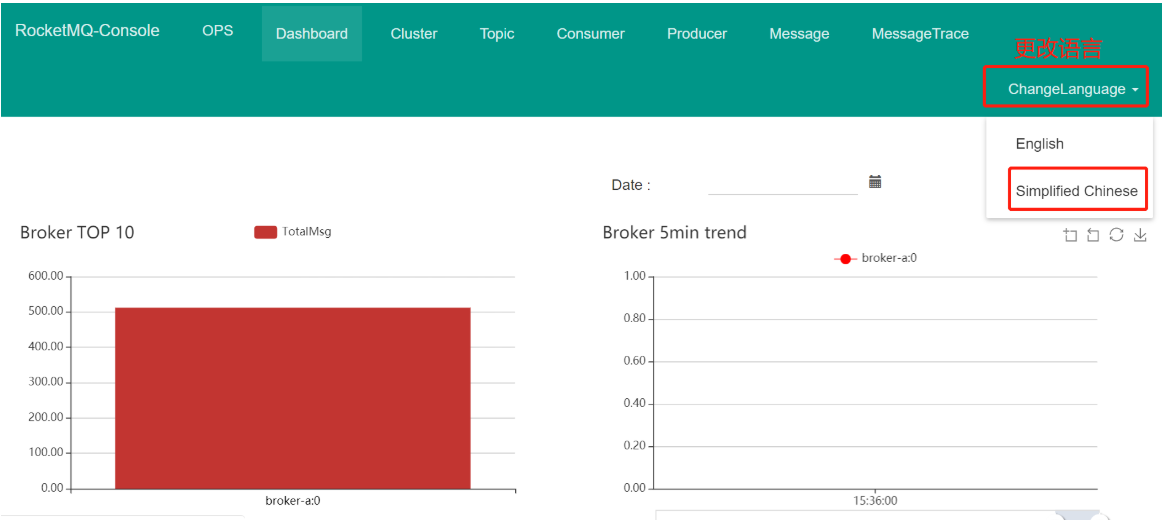 RocketMQ-Console OPS Dashboard Cluster Topic Consumer Producer Message MessageTrace
更改语言
ChangeLanguage
English
Simplified Chinese
Date :
Broker TOP 10
TotalMsg
600.00
500.00
400.00
300.00
200.00
100.00
0.00
broker-a:0
Broker 5min trend
broker-a:0
1.00
0.80
0.60
0.40
0.20
0.00
15:36:00